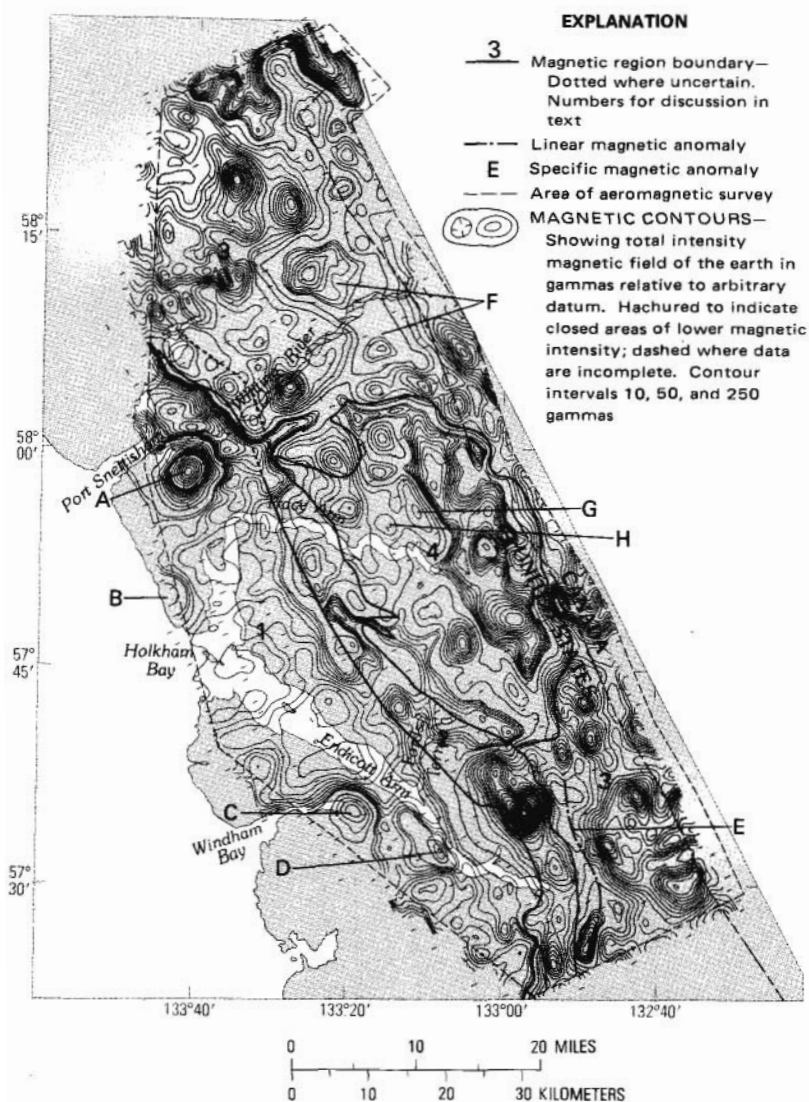 EXPLANATION
3
Magnetic region boundary—
Dotted where uncertain.
Numbers for discussion in
text
Linear magnetic anomaly
E Specific magnetic anomaly
Area of aeromagnetic survey
MAGNETIC CONTOURS—
Showing total intensity
magnetic field of the earth in
gammas relative to arbitrary
datum. Hachured to indicate
closed areas of lower magnetic
intensity; dashed where data
are incomplete. Contour
intervals 10, 50, and 250
gammas
58°
15'
F
58°
00'
Port Snettisham
A
Tracy Arm
G
H
4
UNITED STATES
CANADA
B
1
Holkham
Bay
57°
45'
Endicott Arm
3
C
Windham
Bay
E
D
57°
30'
133°40'
133°20'
133°00'
132°40'
0 10 20 MILES
0 10 20 30 KILOMETERS